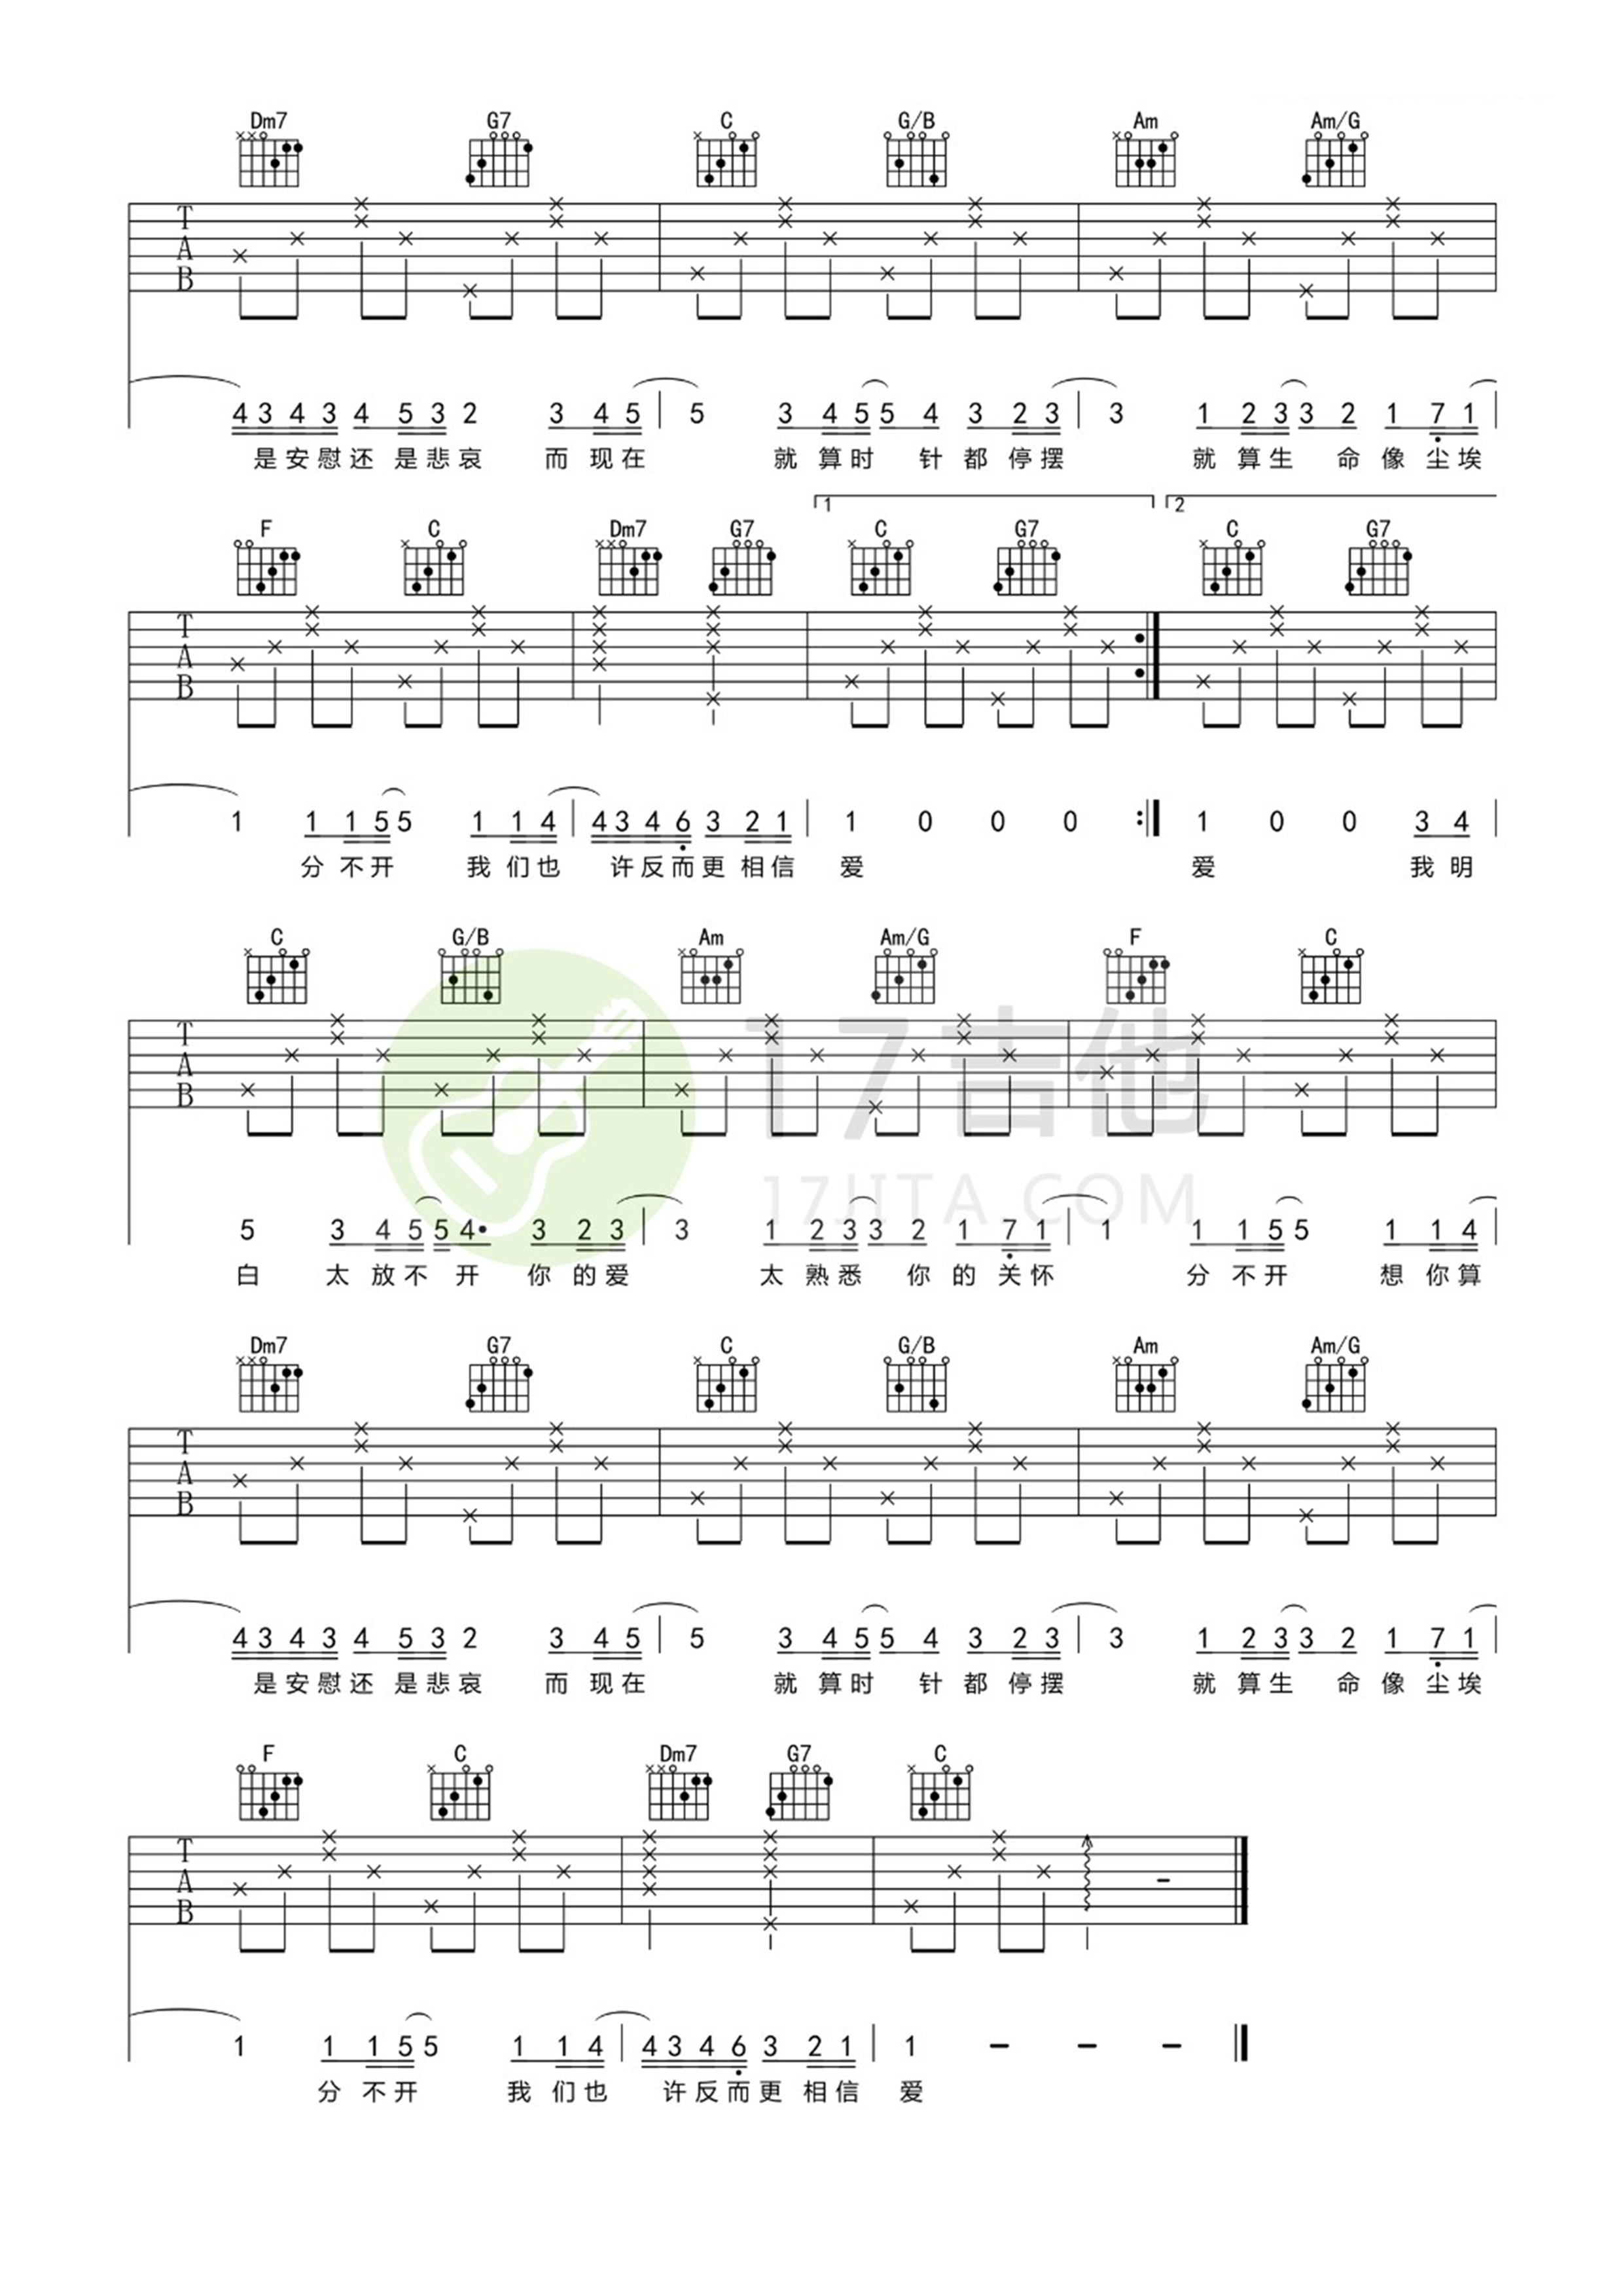 Dm7 G7 C G/B Am Am/G
T
A
B
4 3 4 3 4 5 3 2 3 4 5 | 5 3 4 5 5 4 3 2 3 | 3 1 2 3 3 2 1 7 1 |
是安慰还 是悲哀 而 现在 就 算时 针 都 停摆 就 算生 命 像 尘埃
1 2
F C Dm7 G7 C G7 C G7
T
A
B
1 1 1 5 5 1 1 4 | 4 3 4 6 3 2 1 | 1 0 0 0 :| 1 0 0 3 4 |
分 不开 我 们也 许反而更 相信 爱 爱 我明
C G/B Am Am/G F C
17吉他
T
A
B
17JITA.COM
5 3 4 5 5 4· 3 2 3 | 3 1 2 3 3 2 1 7 1 | 1 1 1 5 5 1 1 4 |
白 太 放不 开 你 的爱 太 熟悉 你 的 关怀 分 不开 想 你算
Dm7 G7 C G/B Am Am/G
T
A
B
4 3 4 3 4 5 3 2 3 4 5 | 5 3 4 5 5 4 3 2 3 | 3 1 2 3 3 2 1 7 1 |
是安慰还 是悲哀 而 现在 就 算时 针 都 停摆 就 算生 命 像 尘埃
F C Dm7 G7 C
T
A
B
1 1 1 5 5 1 1 4 | 4 3 4 6 3 2 1 | 1 - - -
分 不开 我 们也 许反而更 相信 爱